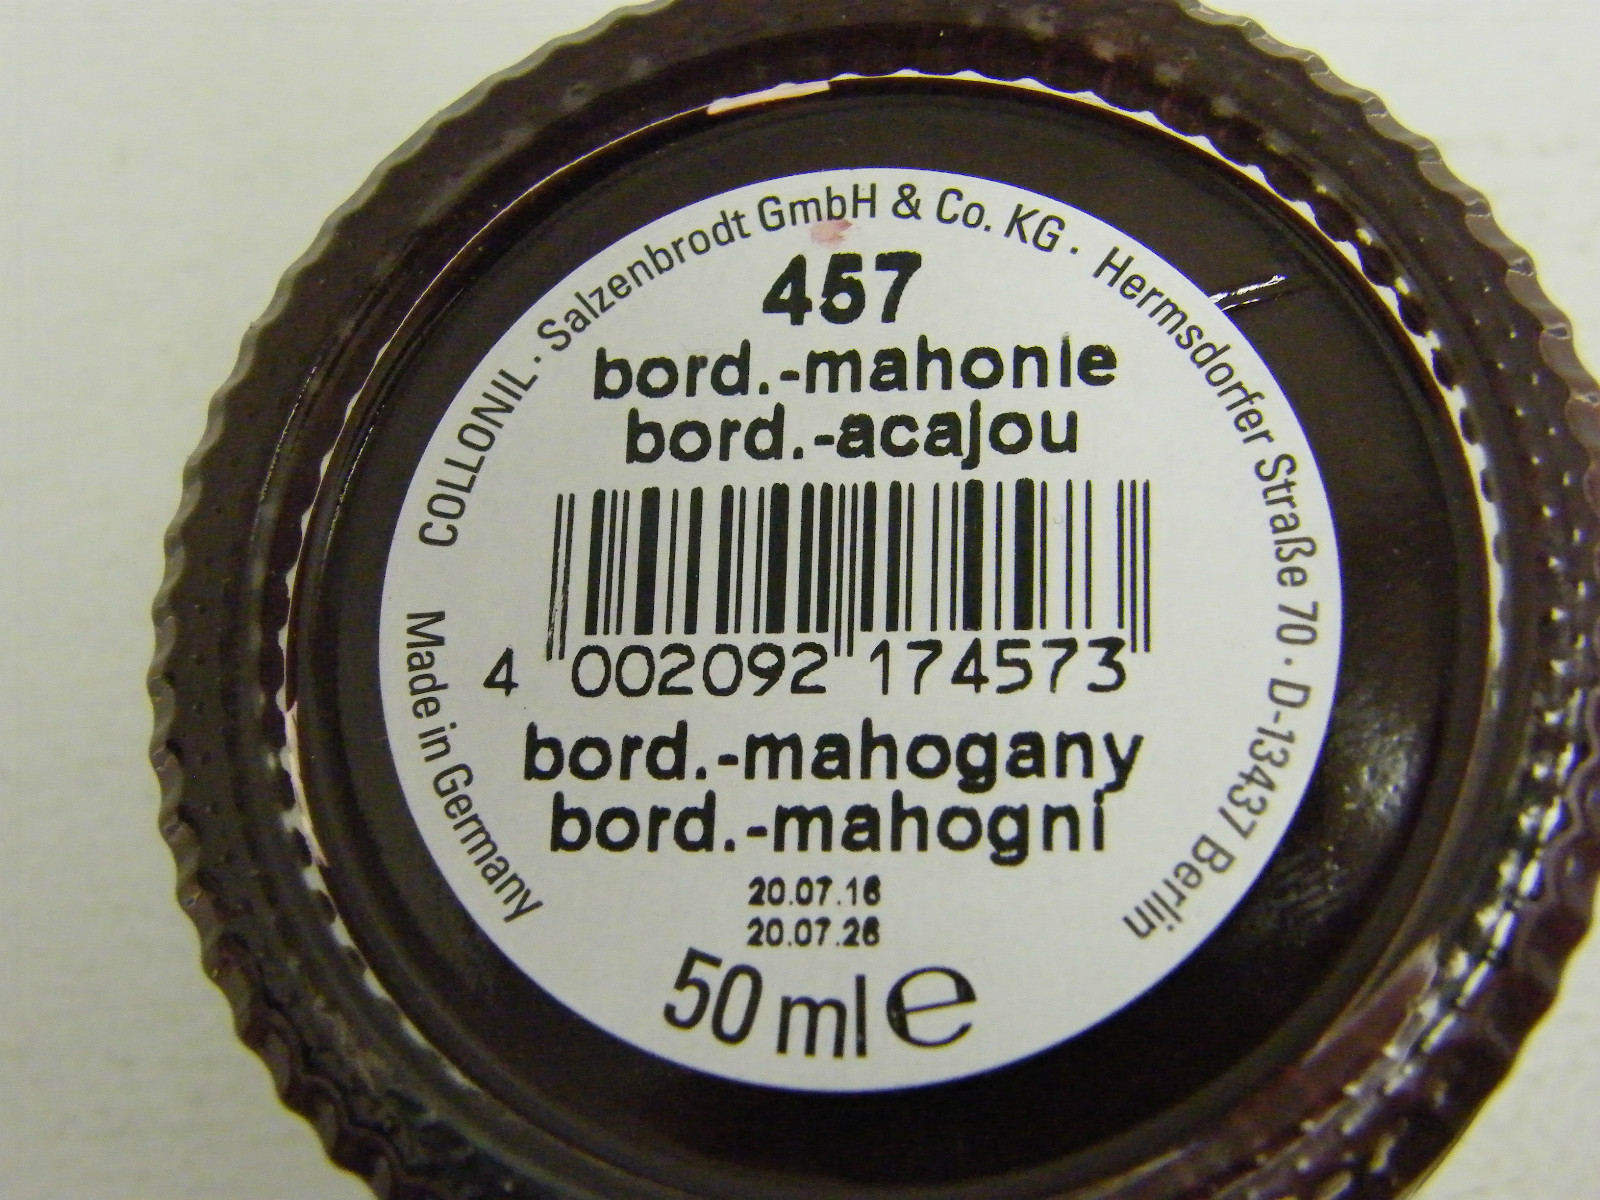 COLLONIL · Salzenbrodt GmbH & Co. KG · Hermsdorfer Straße 70 · D-13437 Berlin
457
bord.-mahonie
bord.-acajou
4 002092 174573
bord.-mahogany
bord.-mahogni
20.07.16
20.07.26
50 ml e
Made in Germany